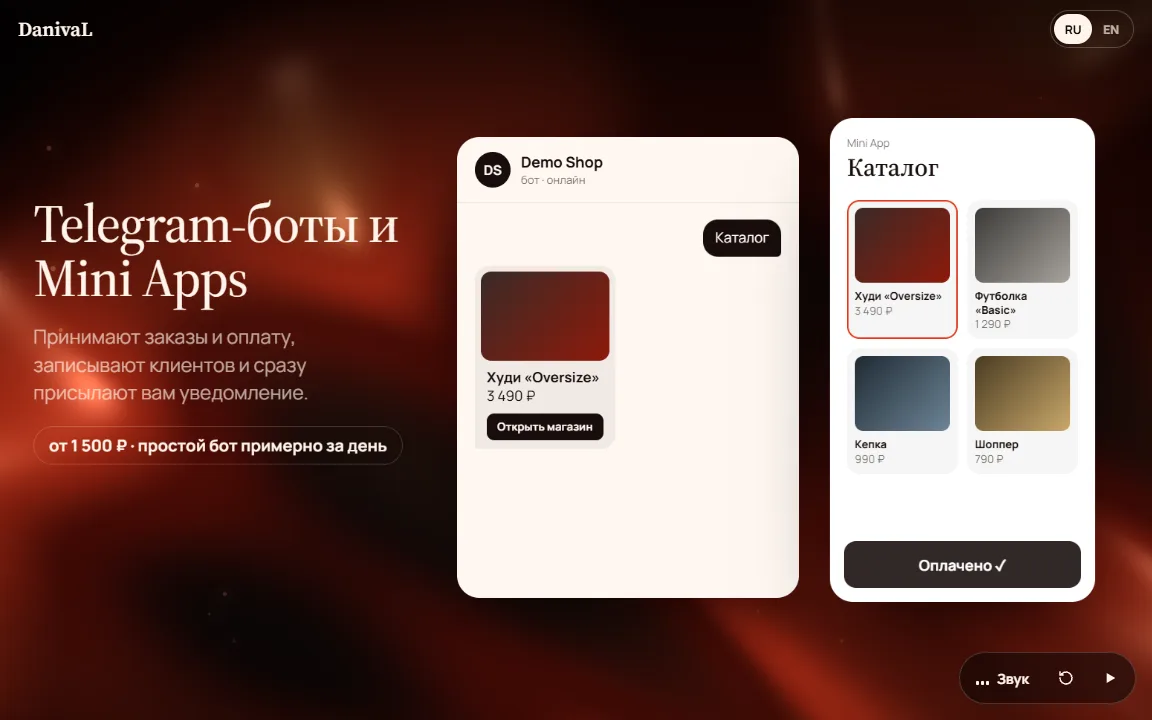 DanivaL
RU
EN
Telegram-боты и
Mini Apps
Принимают заказы и оплату,
записывают клиентов и сразу
присылают вам уведомление.
от 1 500 ₽ · простой бот примерно за день
DS
Demo Shop
бот · онлайн
Каталог
Худи «Oversize»
3 490 ₽
Открыть магазин
Mini App
Каталог
Худи «Oversize»
3 490 ₽
Футболка
«Basic»
1 290 ₽
Кепка
990 ₽
Шоппер
790 ₽
Оплачено ✓
Звук